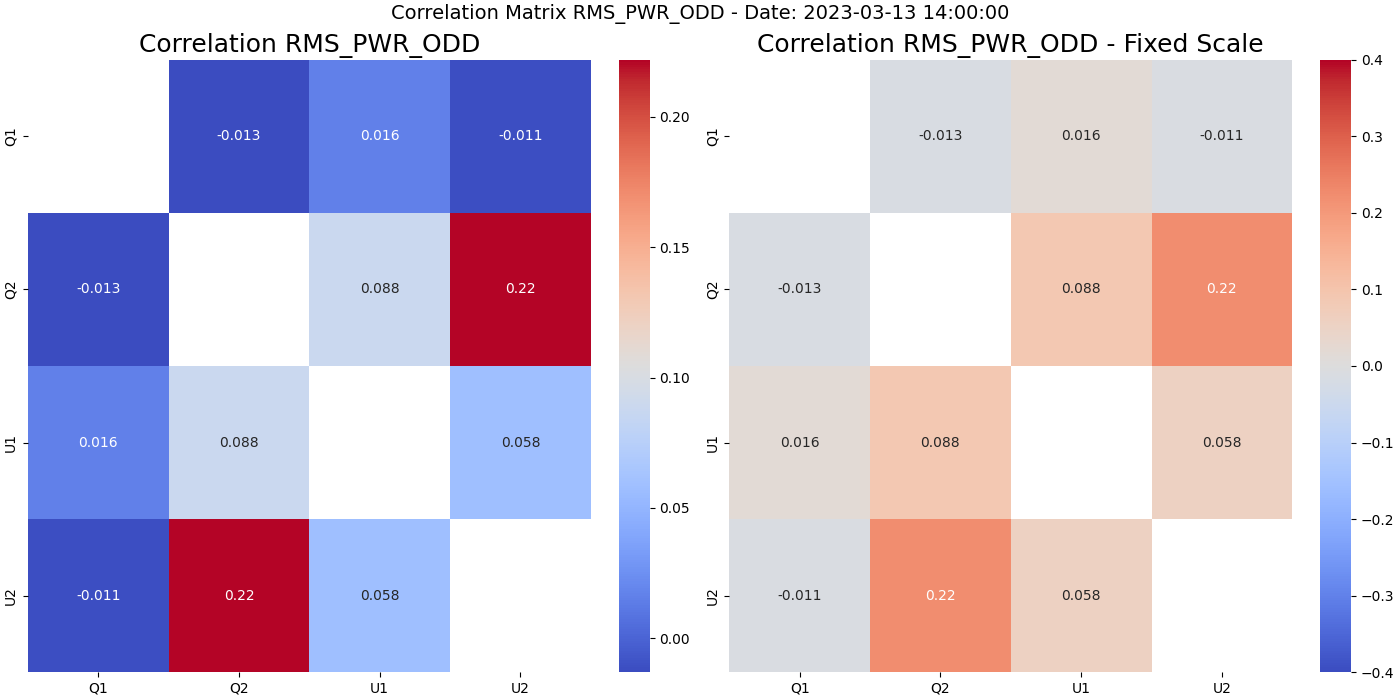 Correlation Matrix RMS_PWR_ODD - Date: 2023-03-13 14:00:00
Correlation RMS_PWR_ODD
Q1
-0.013
0.016
-0.011
Q2
-0.013
0.088
0.22
U1
0.016
0.088
0.058
U2
-0.011
0.22
0.058
Q1
Q2
U1
U2
0.20
0.15
0.10
0.05
0.00
Correlation RMS_PWR_ODD - Fixed Scale
Q1
-0.013
0.016
-0.011
Q2
-0.013
0.088
0.22
U1
0.016
0.088
0.058
U2
-0.011
0.22
0.058
Q1
Q2
U1
U2
0.4
0.3
0.2
0.1
0.0
−0.1
−0.2
−0.3
−0.4